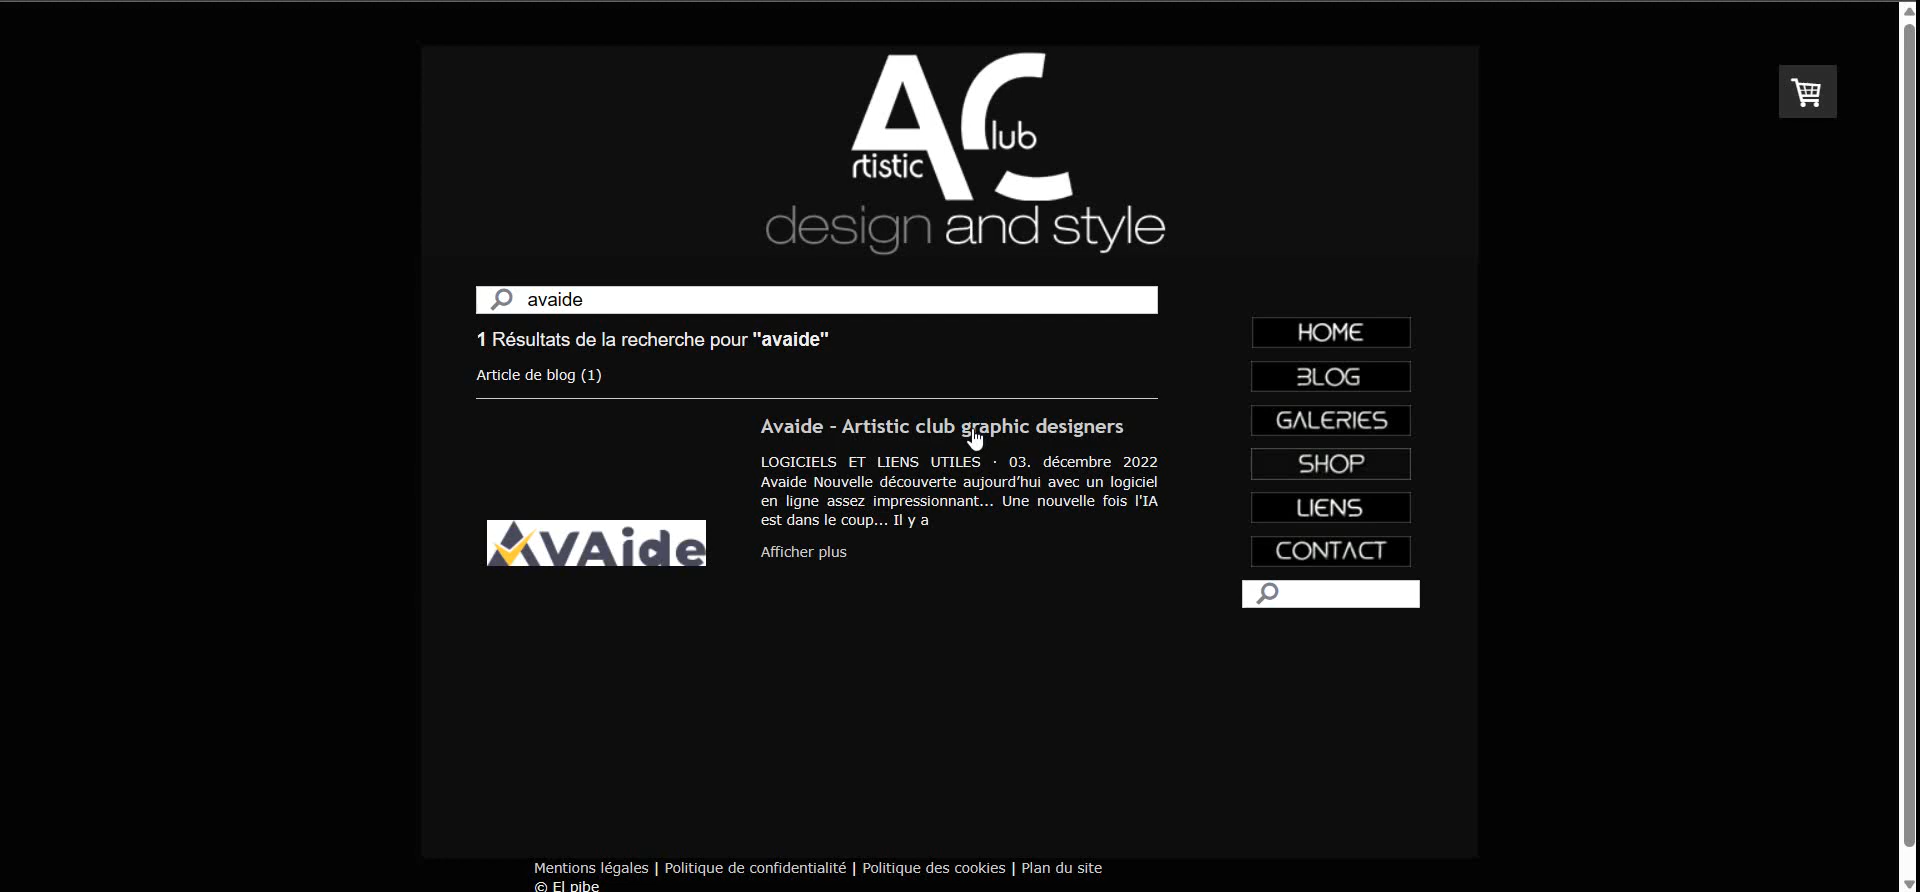 Artistic Club
design and style
avaide
1 Résultats de la recherche pour "avaide"
Article de blog (1)
Avaide - Artistic club graphic designers
LOGICIELS ET LIENS UTILES · 03. décembre 2022
Avaide Nouvelle découverte aujourd’hui avec un logiciel
en ligne assez impressionnant... Une nouvelle fois l'IA
est dans le coup... Il y a
Afficher plus
AVAide
HOME
BLOG
GALERIES
SHOP
LIENS
CONTACT
Mentions légales | Politique de confidentialité | Politique des cookies | Plan du site
© El pibe